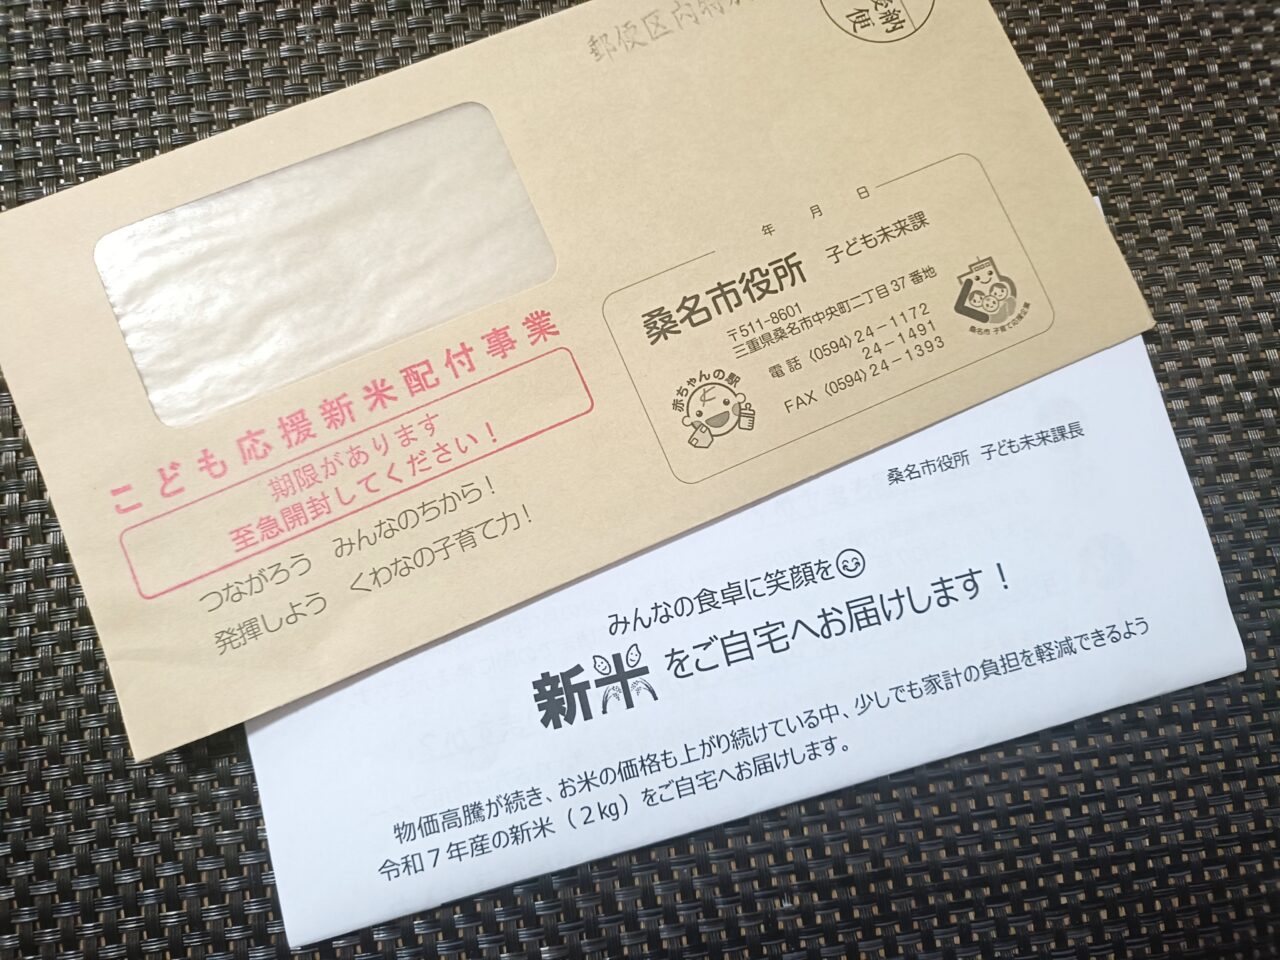 郵便区内特
年 月 日
桑名市役所 子ども未来課
〒511-8601
三重県桑名市中央町二丁目37番地
電話 (0594)24-1172
24-1491
FAX (0594)24-1393
赤ちゃんの駅
桑名市 子育て応援企業
こども応援新米配付事業
期限があります
至急開封してください!
つながろう みんなのちから!
発揮しよう くわなの子育て力!
桑名市役所 子ども未来課長
みんなの食卓に笑顔を😊
新米をご自宅へお届けします!
物価高騰が続き、お米の価格も上がり続けている中、少しでも家計の負担を軽減できるよう
令和7年産の新米(2kg)をご自宅へお届けします。